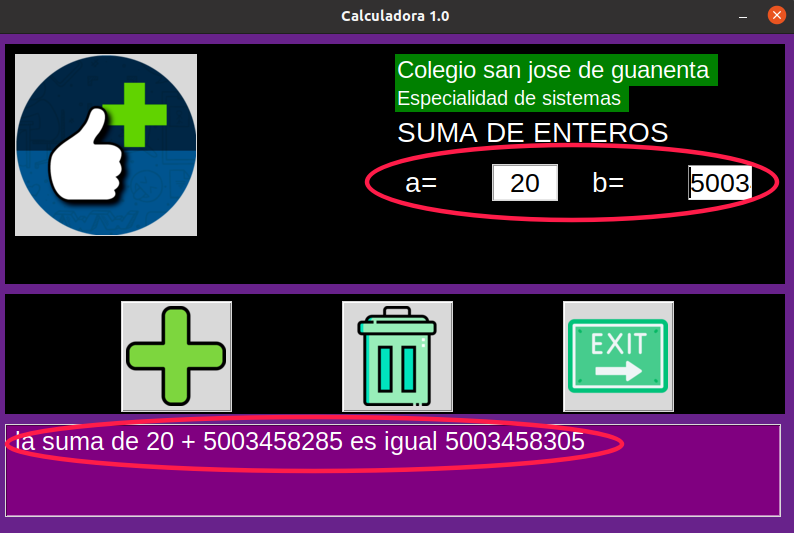 Calculadora 1.0
Colegio san jose de guanenta
Especialidad de sistemas
SUMA DE ENTEROS
a= 20 b= 5003
EXIT
la suma de 20 + 5003458285 es igual 5003458305